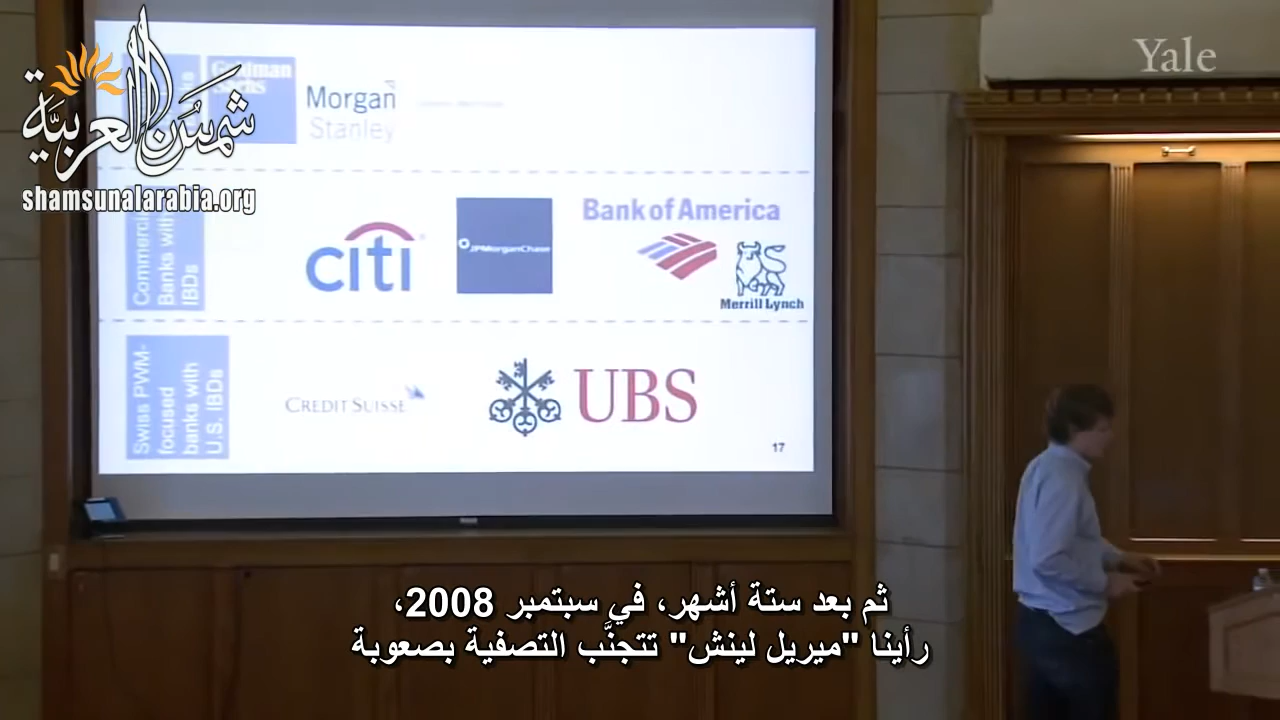 شمس العربية
shamsunalarabia.org
Yale
Goldman
Sachs
Morgan
Stanley
citi
JPMorganChase
Bank of America
Merrill Lynch
Banks with
IBDs
CREDIT SUISSE
UBS
Swiss PWM-
focused
banks with
U.S. IBDs
17
ثم بعد ستة أشهر، في سبتمبر 2008،
رأينا "ميريل لينش" تتجنَّب التصفية بصعوبة